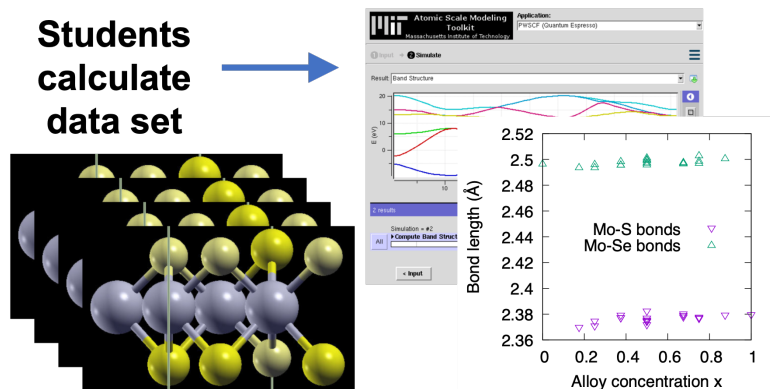 Students
calculate
data set
Atomic Scale Modeling
Toolkit
Massachusetts Institute of Technology
Application:
PWSCF (Quantum Espresso)
1 Input → 2 Simulate
Result: Band Structure
20
10
0
E (eV)
10
2 results
Simulation = #2
All
Compute Band Struct
< Input
2.52
2.5
2.48
2.46
2.44
2.42
2.4
2.38
2.36
Bond length (Å)
Mo-S bonds
Mo-Se bonds
0 0.2 0.4 0.6 0.8 1
Alloy concentration x